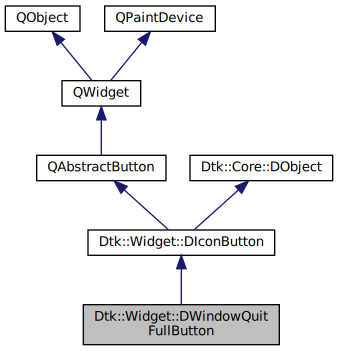 QObject
QPaintDevice
QWidget
QAbstractButton
Dtk::Core::DObject
Dtk::Widget::DIconButton
Dtk::Widget::DWindowQuit
FullButton